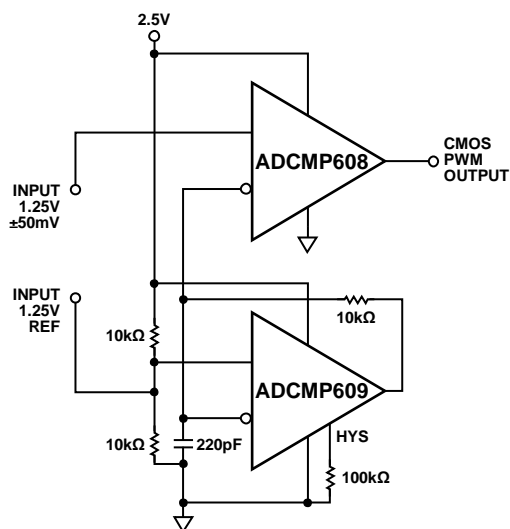 2.5V
ADCMP608
CMOS
PWM
OUTPUT
INPUT
1.25V
±50mV
INPUT
1.25V
REF
10kΩ
10kΩ
ADCMP609
10kΩ
220pF
HYS
100kΩ